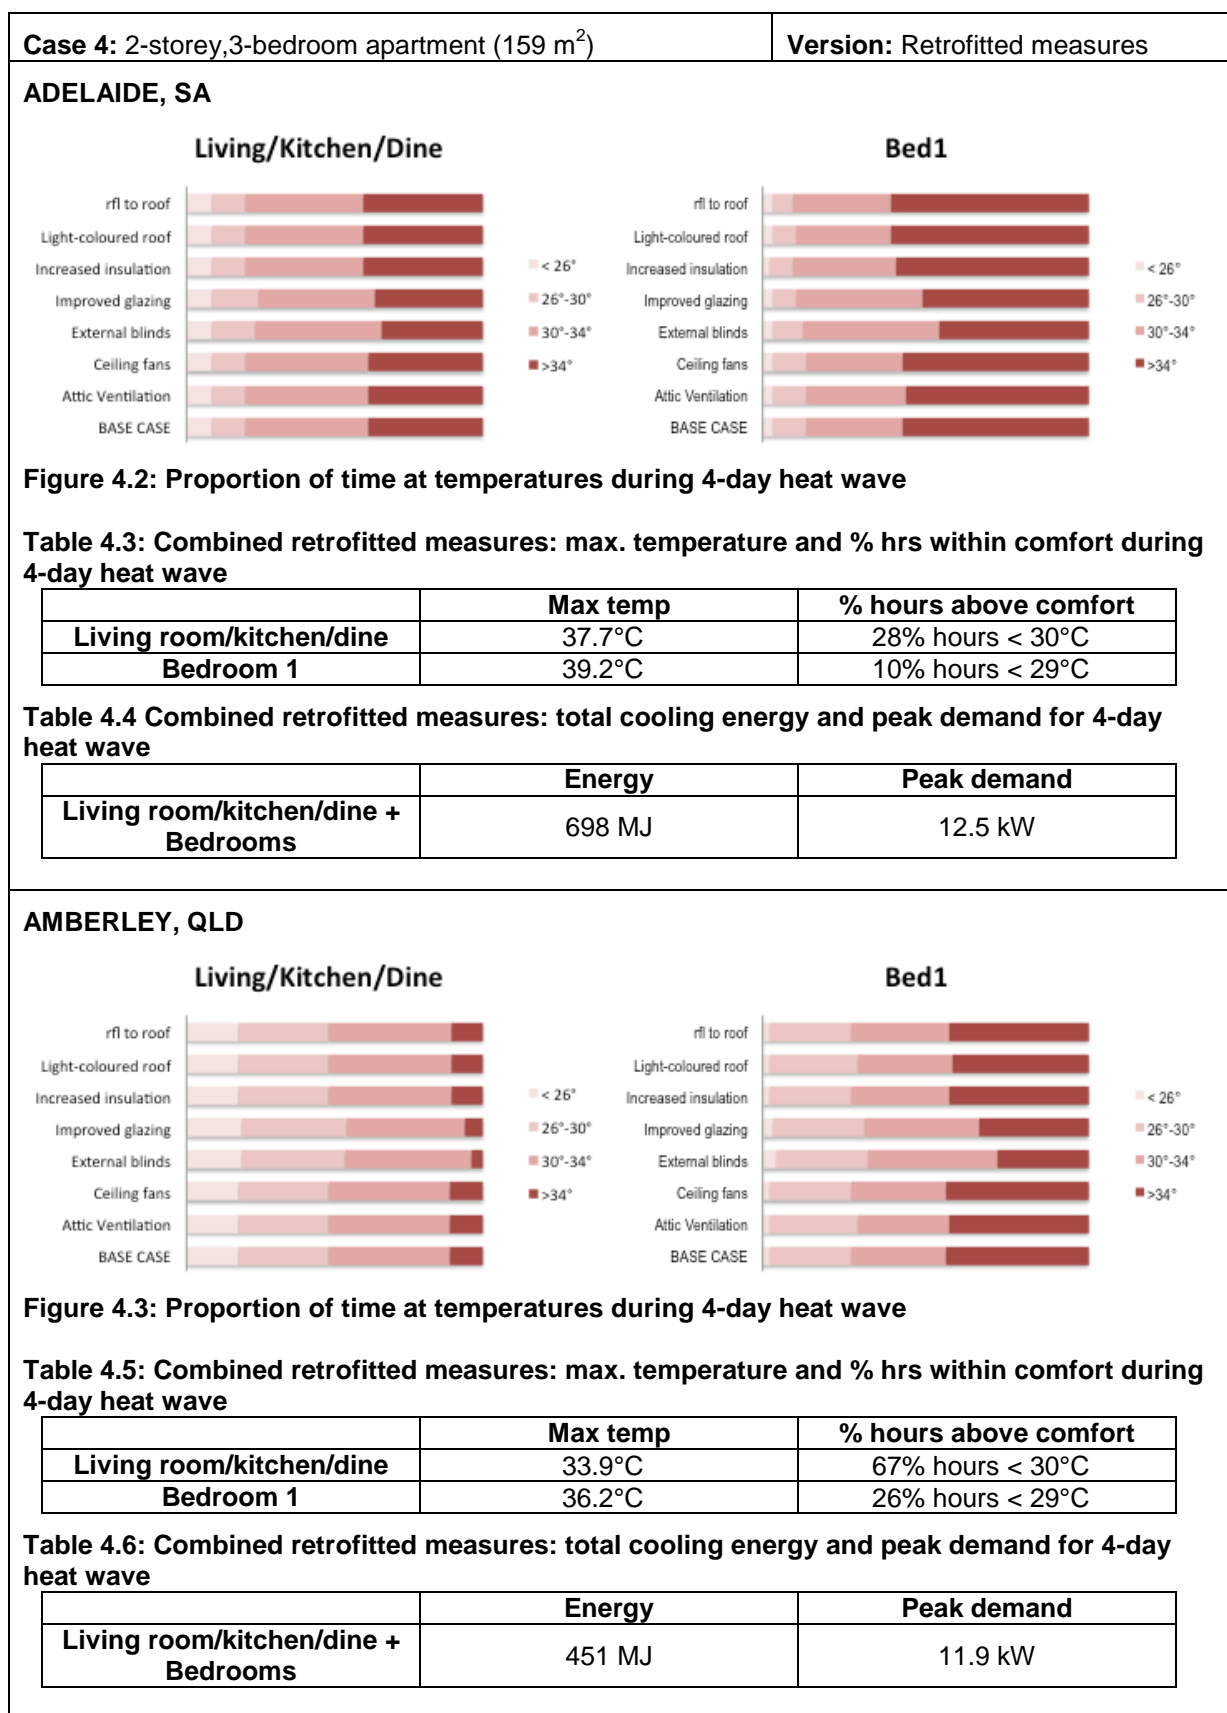 Case 4: 2-storey,3-bedroom apartment (159 m²)
Version: Retrofitted measures
ADELAIDE, SA
Living/Kitchen/Dine
rfl to roof
Light-coloured roof
Increased insulation
Improved glazing
External blinds
Ceiling fans
Attic Ventilation
BASE CASE
< 26°
26°-30°
30°-34°
>34°
Bed1
rfl to roof
Light-coloured roof
Increased insulation
Improved glazing
External blinds
Ceiling fans
Attic Ventilation
BASE CASE
< 26°
26°-30°
30°-34°
>34°
Figure 4.2: Proportion of time at temperatures during 4-day heat wave
Table 4.3: Combined retrofitted measures: max. temperature and % hrs within comfort during
4-day heat wave
Max temp % hours above comfort
Living room/kitchen/dine 37.7°C 28% hours < 30°C
Bedroom 1 39.2°C 10% hours < 29°C
Table 4.4 Combined retrofitted measures: total cooling energy and peak demand for 4-day
heat wave
Energy Peak demand
Living room/kitchen/dine +
Bedrooms
698 MJ 12.5 kW
AMBERLEY, QLD
Living/Kitchen/Dine
rfl to roof
Light-coloured roof
Increased insulation
Improved glazing
External blinds
Ceiling fans
Attic Ventilation
BASE CASE
< 26°
26°-30°
30°-34°
>34°
Bed1
rfl to roof
Light-coloured roof
Increased insulation
Improved glazing
External blinds
Ceiling fans
Attic Ventilation
BASE CASE
< 26°
26°-30°
30°-34°
>34°
Figure 4.3: Proportion of time at temperatures during 4-day heat wave
Table 4.5: Combined retrofitted measures: max. temperature and % hrs within comfort during
4-day heat wave
Max temp % hours above comfort
Living room/kitchen/dine 33.9°C 67% hours < 30°C
Bedroom 1 36.2°C 26% hours < 29°C
Table 4.6: Combined retrofitted measures: total cooling energy and peak demand for 4-day
heat wave
Energy Peak demand
Living room/kitchen/dine +
Bedrooms
451 MJ 11.9 kW